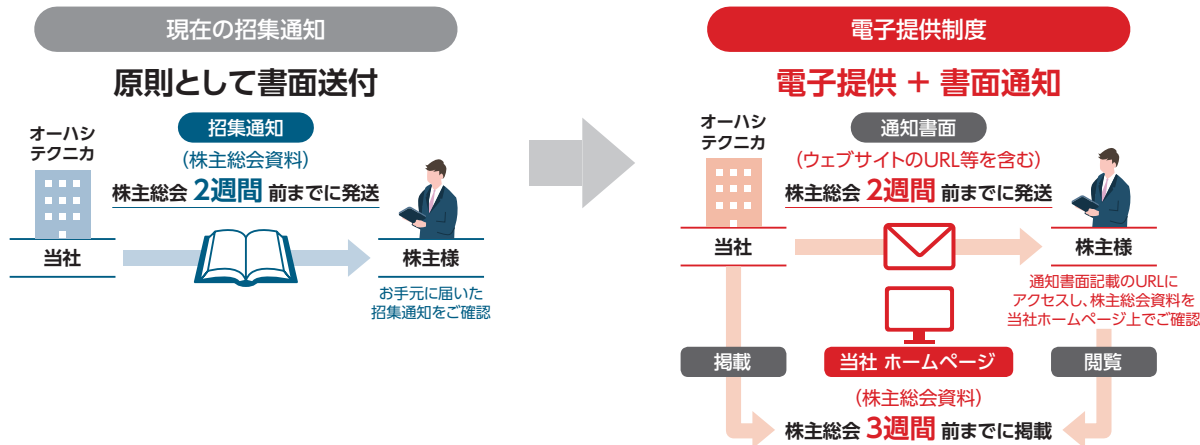 現在の招集通知
原則として書面送付
オーハシ
テクニカ
招集通知
(株主総会資料)
株主総会 2週間 前までに発送
当社
株主様
お手元に届いた
招集通知をご確認
電子提供制度
電子提供 + 書面通知
オーハシ
テクニカ
通知書面
(ウェブサイトのURL等を含む)
株主総会 2週間 前までに発送
当社
株主様
通知書面記載のURLに
アクセスし、株主総会資料を
当社ホームページ上でご確認
掲載
当社 ホームページ
閲覧
(株主総会資料)
株主総会 3週間 前までに掲載